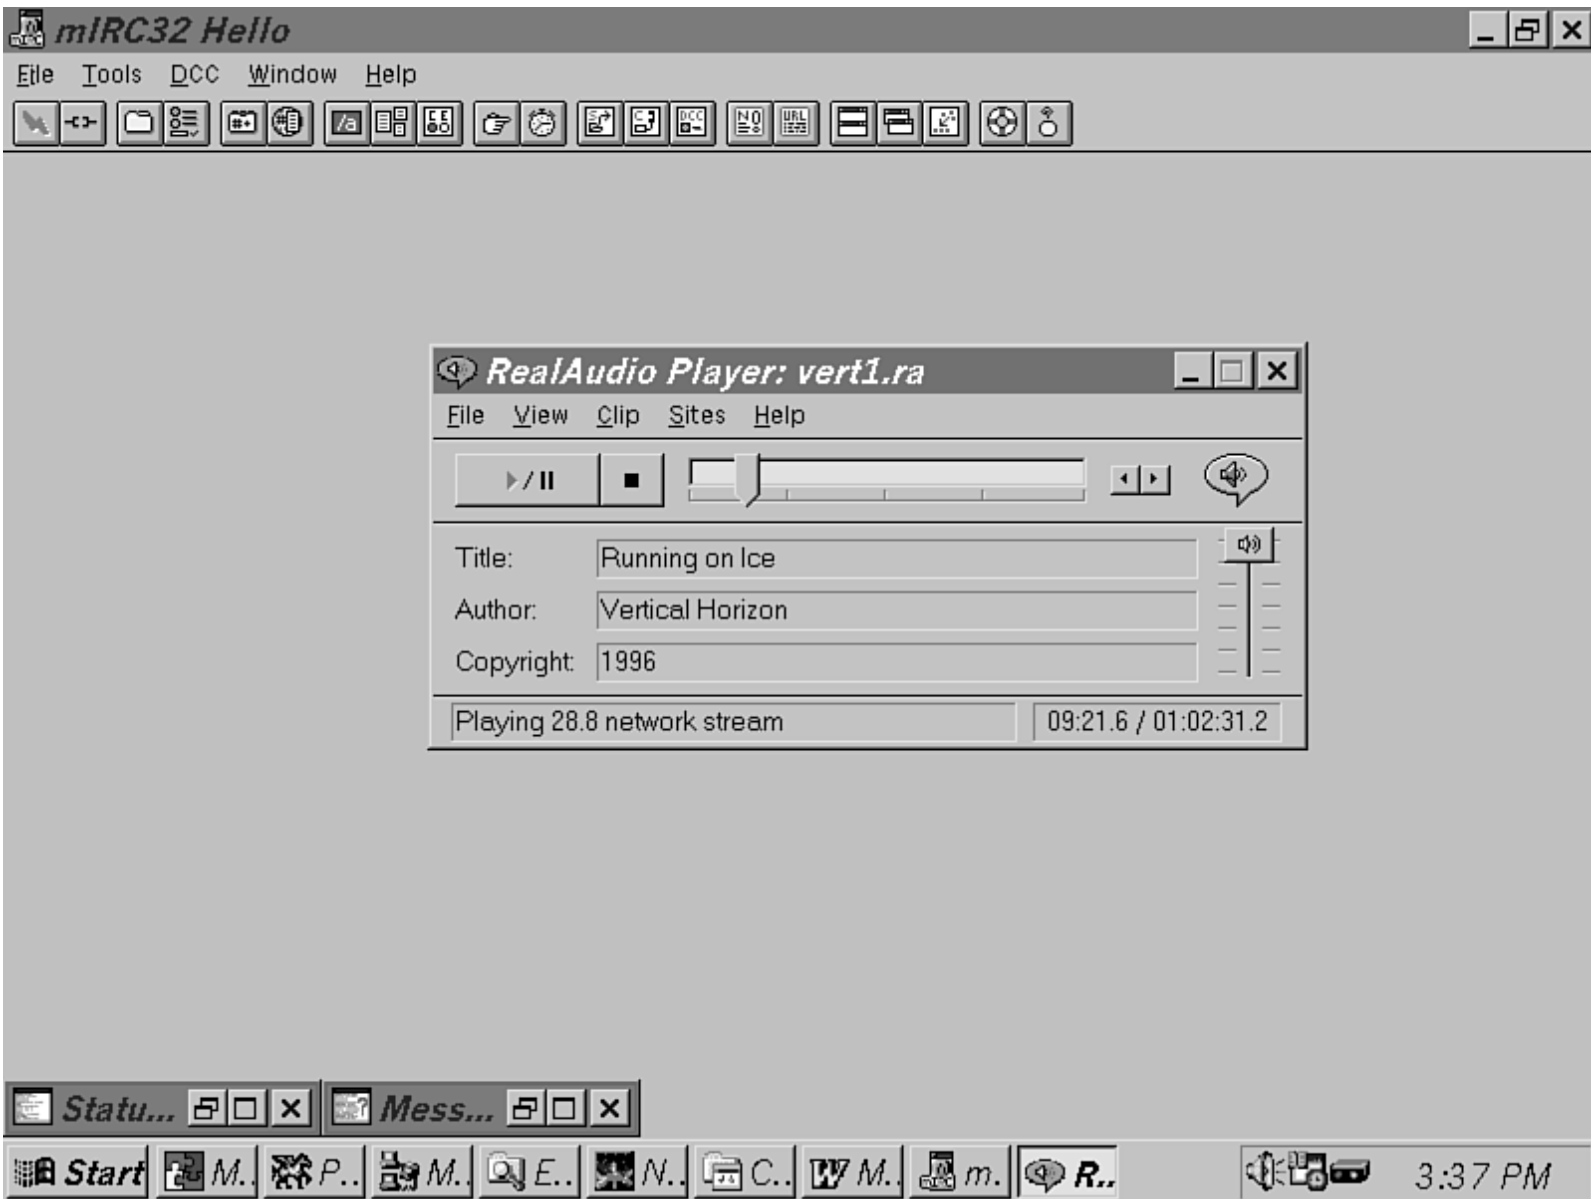 mIRC32 Hello
File Tools DCC Window Help
RealAudio Player: vert1.ra
File View Clip Sites Help
Title: Running on Ice
Author: Vertical Horizon
Copyright: 1996
Playing 28.8 network stream 09:21.6 / 01:02:31.2
Statu... Mess...
Start M.. P... M.. E... N... C... M.. m.. R... 3:37 PM